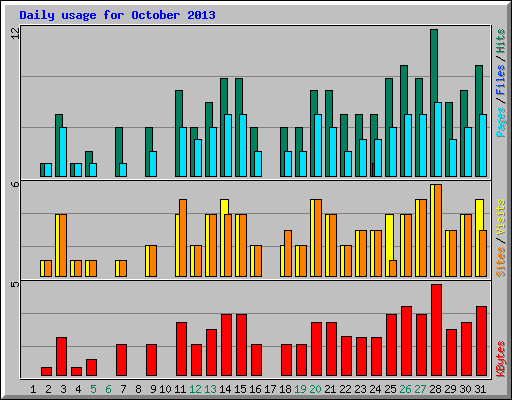 Daily usage for October 2013
12
6
5
Pages/Files/Hits
Sites/Visits
KBytes
1 2 3 4 5 6 7 8 9 10 11 12 13 14 15 16 17 18 19 20 21 22 23 24 25 26 27 28 29 30 31